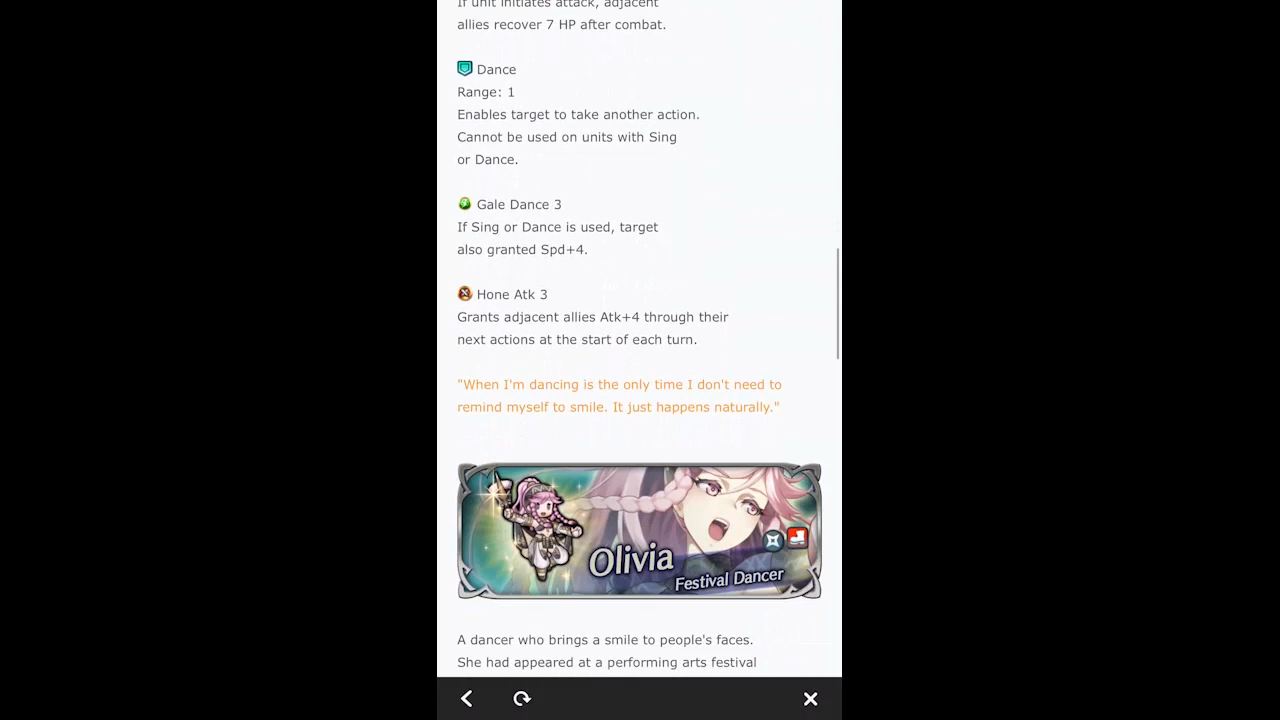 If unit initiates attack, adjacent
allies recover 7 HP after combat.
Dance
Range: 1
Enables target to take another action.
Cannot be used on units with Sing
or Dance.
Gale Dance 3
If Sing or Dance is used, target
also granted Spd+4.
Hone Atk 3
Grants adjacent allies Atk+4 through their
next actions at the start of each turn.
"When I'm dancing is the only time I don't need to
remind myself to smile. It just happens naturally."
Olivia
Festival Dancer
A dancer who brings a smile to people's faces.
She had appeared at a performing arts festival